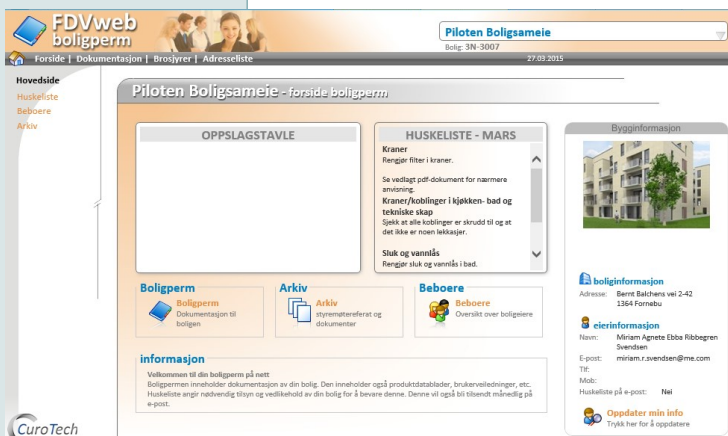 FDVweb
boligperm
Piloten Boligsameie
Bolig: 3N-3007
Forside | Dokumentasjon | Brosjyrer | Adresseliste
27.03.2015
Hovedside
Huskeliste
Beboere
Arkiv
Piloten Boligsameie - forside boligperm
OPPSLAGSTAVLE
HUSKELISTE - MARS
Kraner
Rengjør filter i kraner.
Se vedlagt pdf-dokument for nærmere
anvisning.
Kraner/koblinger i kjøkken- bad og
tekniske skap
Sjekk at alle koblinger er skrudd til og at
det ikke er noen lekkasjer.
Sluk og vannlås
Rengjør sluk og vannlås i bad.
Boligperm
Boligperm
Dokumentasjon til
boligen
Arkiv
Arkiv
styremøtereferat og
dokumenter
Beboere
Beboere
Oversikt over boligeiere
informasjon
Velkommen til din boligperm på nett
Boligpermen inneholder dokumentasjon av din bolig. Den inneholder også produktdatablader, brukerveiledninger, etc.
Huskeliste angir nødvendig tilsyn og vedlikehold av din bolig for å bevare denne. Denne vil også bli tilsendt månedlig på
e-post.
Bygginformasjon
boliginformasjon
Adresse: Bernt Balchens vei 2-42
1364 Fornebu
eierinformasjon
Navn: Miriam Agnete Ebba Ribbegren
Svendsen
E-post: miriam.r.svendsen@me.com
Tlf:
Mob:
Huskeliste på e-post: Nei
Oppdater min info
Trykk her for å oppdatere
CuroTech